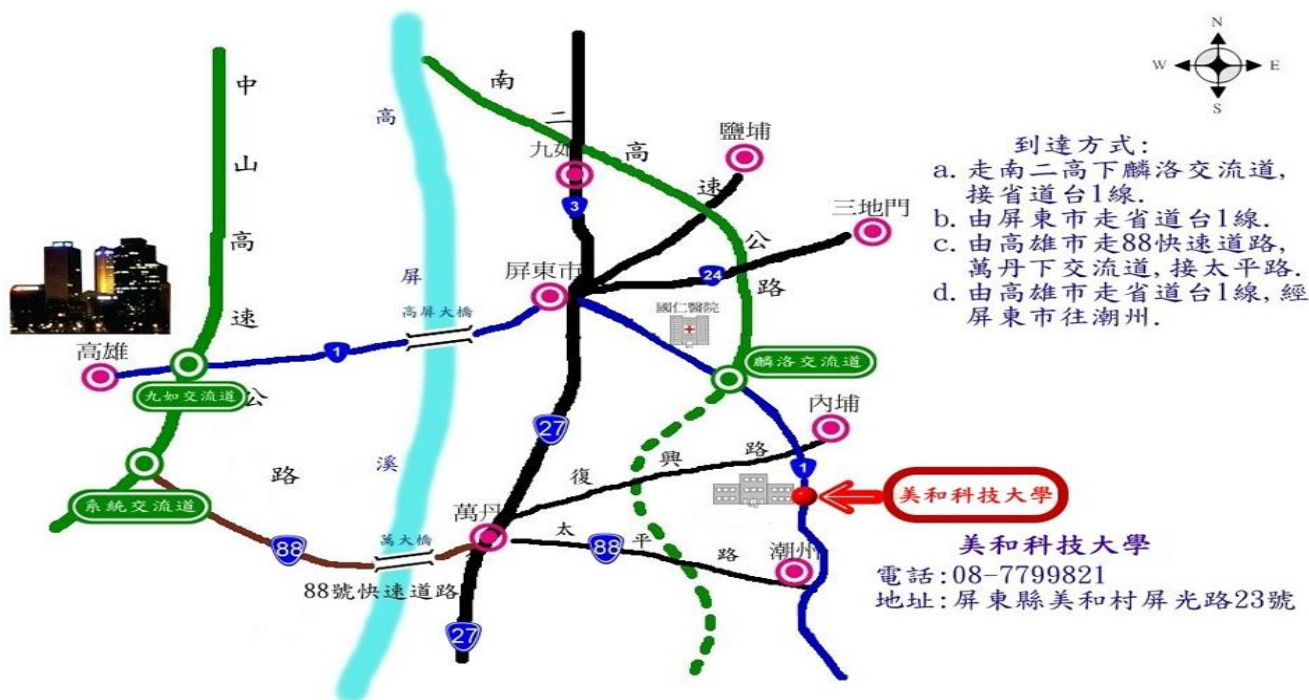 N
W E
S
中山高速公路
南二高速公路
高屏溪
九如
鹽埔
三地門
3
24
屏東市
高屏大橋
國仁醫院
高雄
1
九如交流道
麟洛交流道
內埔
27
復興路
1
系統交流道
萬丹
萬大橋
88
太平路
88
潮州
88號快速道路
27
美和科技大學
到達方式:
a. 走南二高下麟洛交流道,
接省道台1線.
b. 由屏東市走省道台1線.
c. 由高雄市走88快速道路,
萬丹下交流道, 接太平路.
d. 由高雄市走省道台1線, 經
屏東市往潮州.
美和科技大學
電話:08-7799821
地址:屏東縣美和村屏光路23號